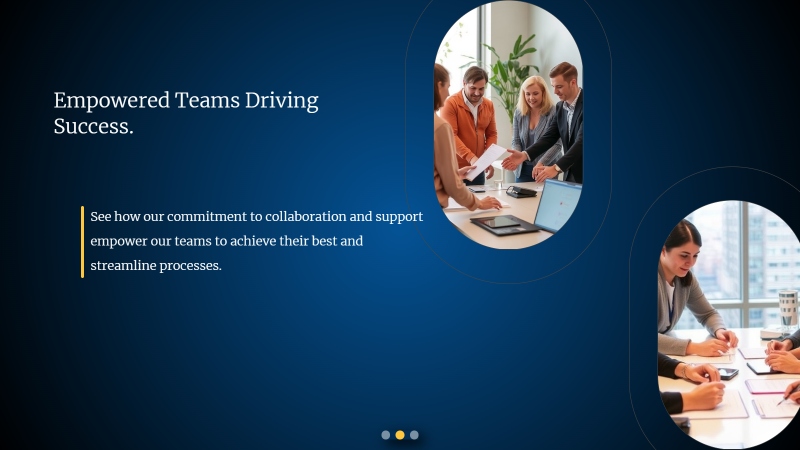 Empowered Teams Driving
Success.
See how our commitment to collaboration and support
empower our teams to achieve their best and
streamline processes.